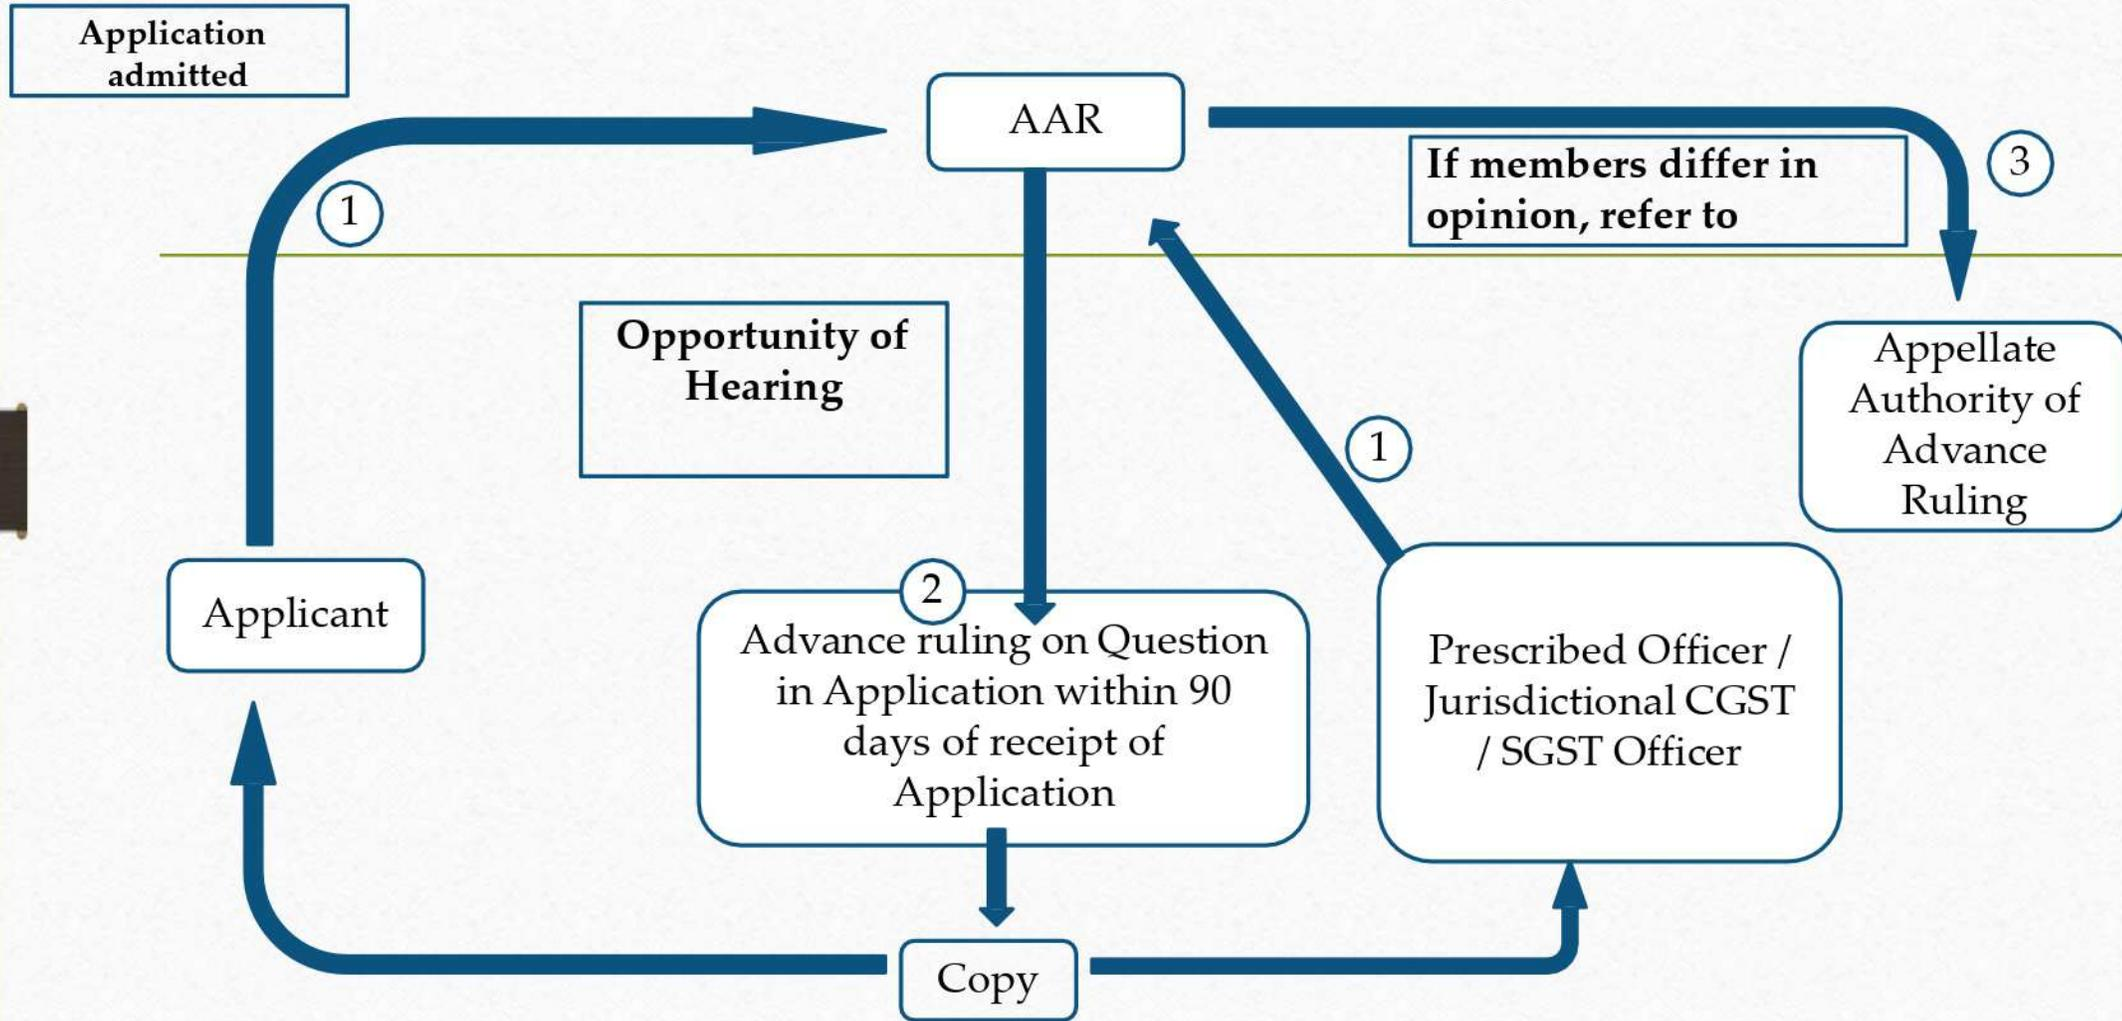 Application
admitted
AAR
1
If members differ in
opinion, refer to
3
Opportunity of
Hearing
Appellate
Authority of
Advance
Ruling
1
Applicant
2
Advance ruling on Question
in Application within 90
days of receipt of
Application
Prescribed Officer /
Jurisdictional CGST
/ SGST Officer
Copy